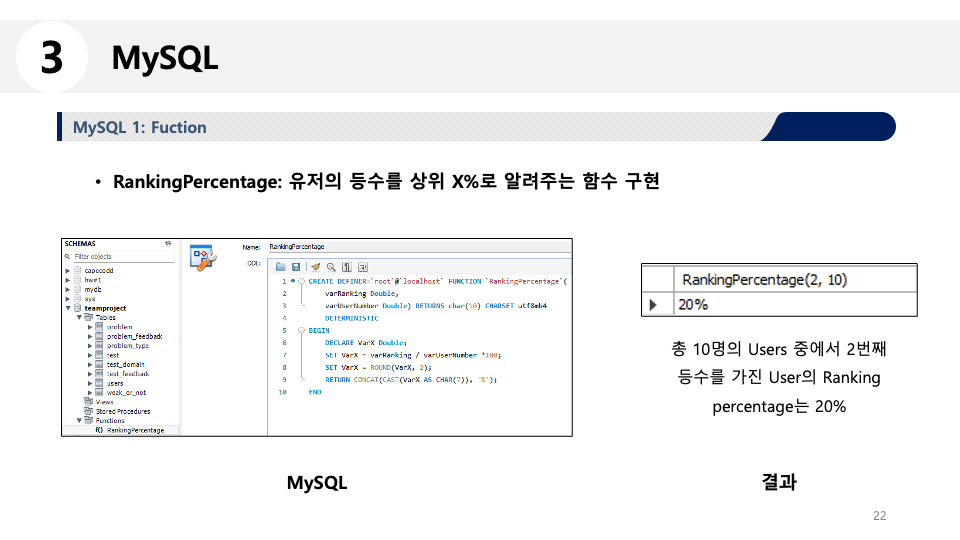 3
MySQL
MySQL 1: Fuction
• RankingPercentage: 유저의 등수를 상위 X%로 알려주는 함수 구현
SCHEMAS
Filter objects
capecodd
hw#1
mydb
sys
teamproject
Tables
problem
problem_feedback
problem_type
test
test_domain
test_feedback
users
weak_or_not
Views
Stored Procedures
Functions
f() RankingPercentage
Name: RankingPercentage
DDL:
1 CREATE DEFINER=`root`@`localhost` FUNCTION `RankingPercentage`(
2 varRanking Double,
3 varUserNumber Double) RETURNS char(10) CHARSET utf8mb4
4 DETERMINISTIC
5 BEGIN
6 DECLARE VarX Double;
7 SET VarX = varRanking / varUserNumber *100;
8 SET VarX = ROUND(VarX, 2);
9 RETURN CONCAT(CAST(VarX AS CHAR(7)), '%');
10 END
RankingPercentage(2, 10)
20%
총 10명의 Users 중에서 2번째
등수를 가진 User의 Ranking
percentage는 20%
MySQL
결과
22